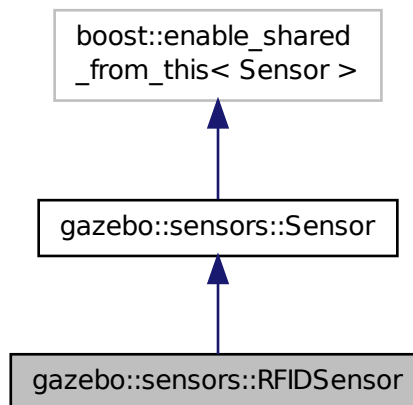 boost::enable_shared
_from_this< Sensor >
gazebo::sensors::Sensor
gazebo::sensors::RFIDSensor